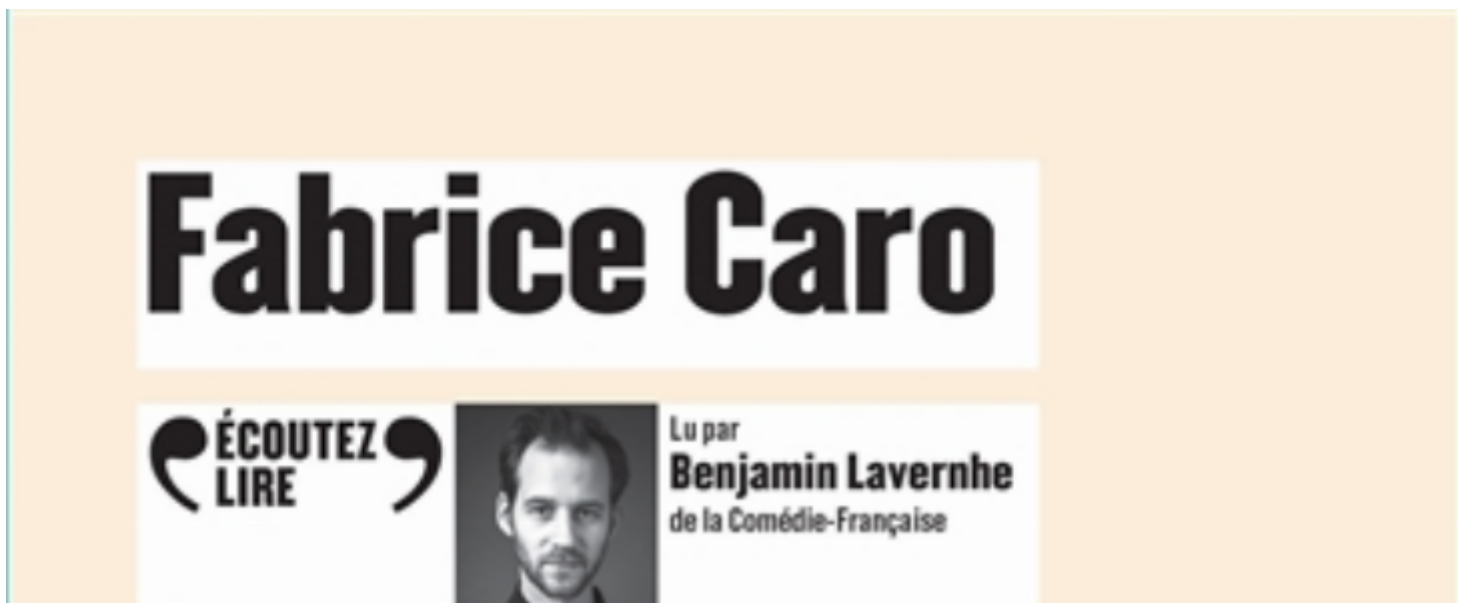 Fabrice Caro
ÉCOUTEZ
LIRE
Lu par
Benjamin Lavernhe
de la Comédie-Française